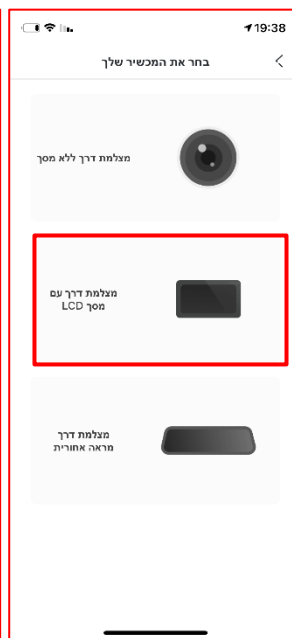 19:38
בחר את המכשיר שלך
מצלמת דרך ללא מסך
מצלמת דרך עם
מסך LCD
מצלמת דרך
מראה אחורית